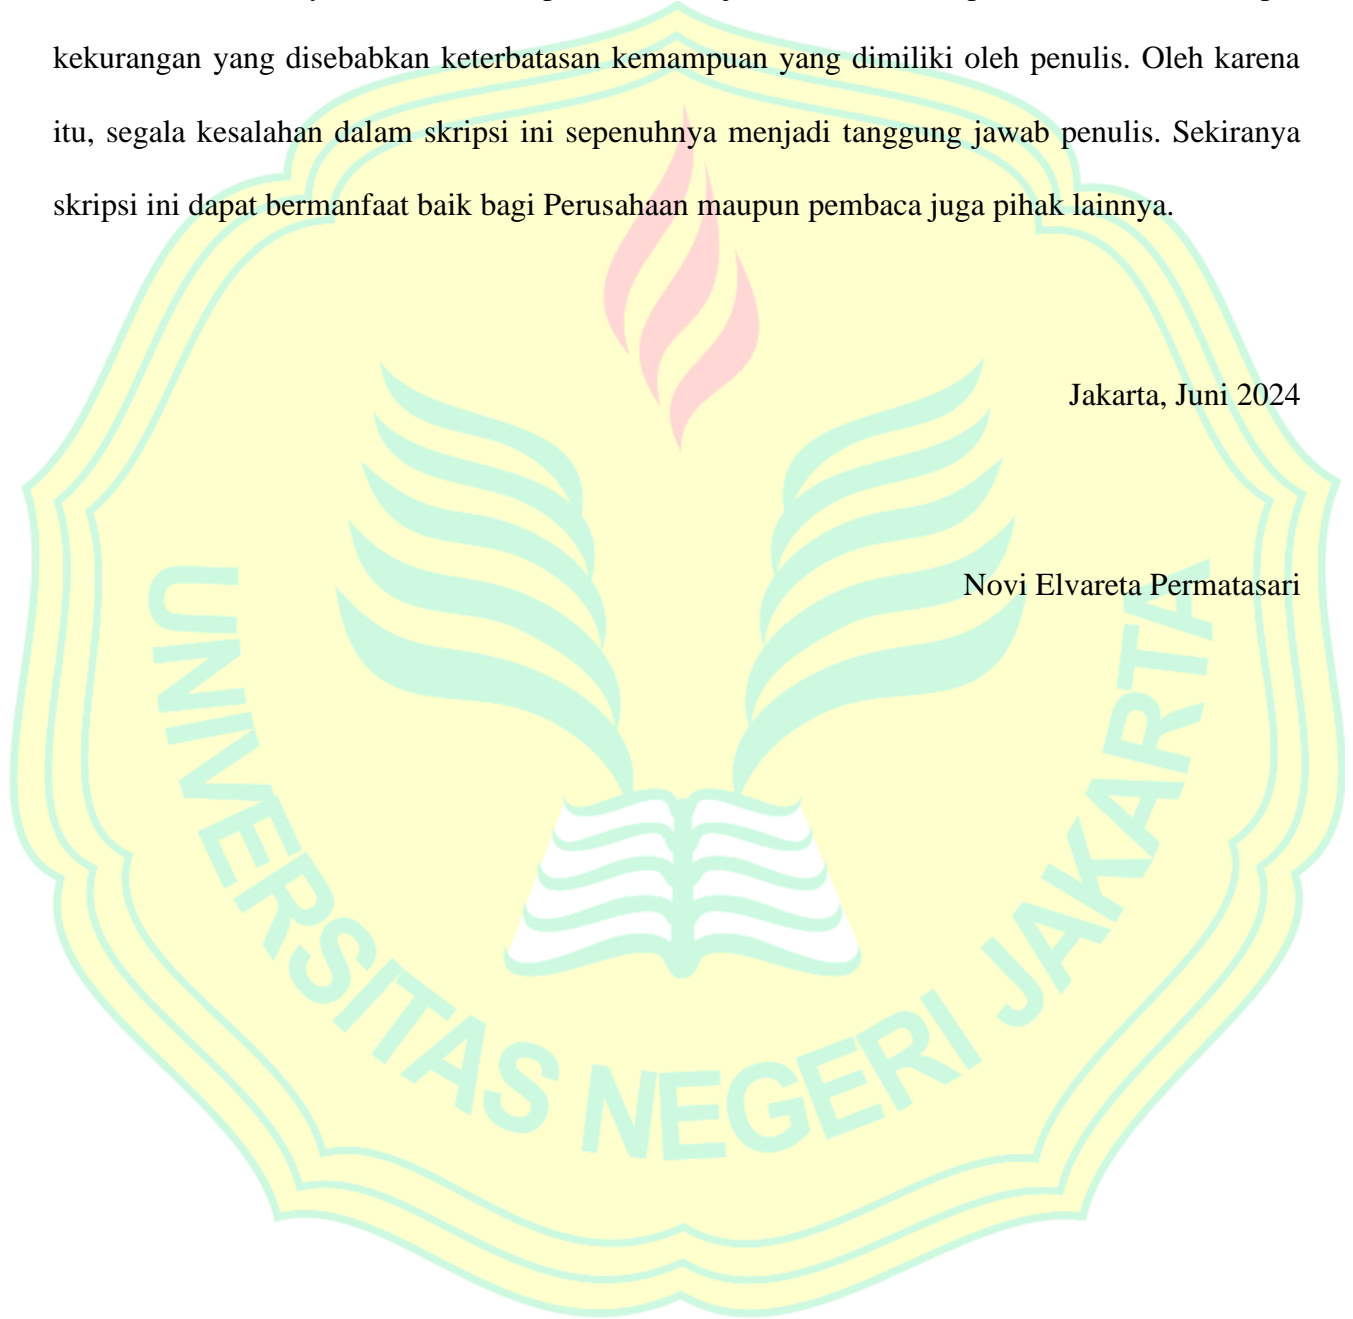 kekurangan yang disebabkan keterbatasan kemampuan yang dimiliki oleh penulis. Oleh karena
itu, segala kesalahan dalam skripsi ini sepenuhnya menjadi tanggung jawab penulis. Sekiranya
skripsi ini dapat bermanfaat baik bagi Perusahaan maupun pembaca juga pihak lainnya.
Jakarta, Juni 2024
Novi Elvareta Permatasari
UNIVERSITAS NEGERI JAKARTA